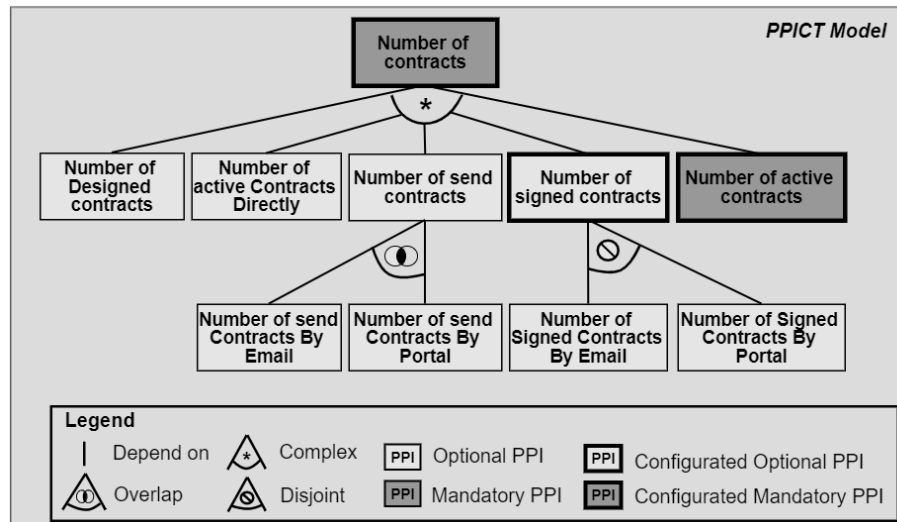 PPICT Model
Number of
contracts
*
Number of
Designed
contracts
Number of
active Contracts
Directly
Number of send
contracts
Number of
signed contracts
Number of active
contracts
Number of send
Contracts By
Email
Number of send
Contracts By
Portal
Number of
Signed Contracts
By Email
Number of Signed
Contracts By
Portal
Legend
Depend on
* Complex
PPI Optional PPI
PPI Configurated Optional PPI
Overlap
Disjoint
PPI Mandatory PPI
PPI Configurated Mandatory PPI